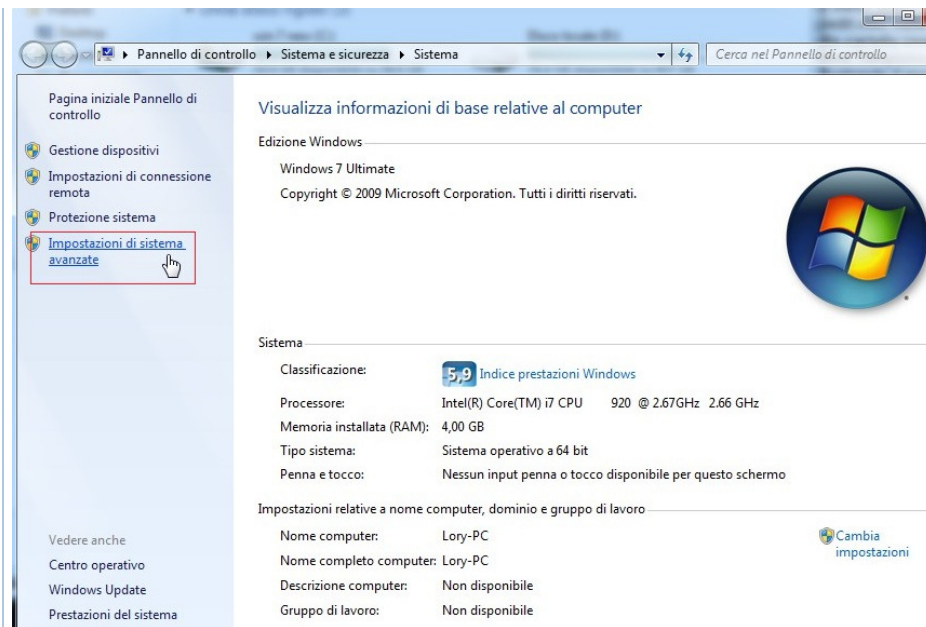 Pannello di controllo ▸ Sistema e sicurezza ▸ Sistema
Cerca nel Pannello di controllo
Pagina iniziale Pannello di
controllo
Gestione dispositivi
Impostazioni di connessione
remota
Protezione sistema
Impostazioni di sistema
avanzate
Visualizza informazioni di base relative al computer
Edizione Windows
Windows 7 Ultimate
Copyright © 2009 Microsoft Corporation. Tutti i diritti riservati.
Sistema
Classificazione: 5,9 Indice prestazioni Windows
Processore: Intel(R) Core(TM) i7 CPU 920 @ 2.67GHz 2.66 GHz
Memoria installata (RAM): 4,00 GB
Tipo sistema: Sistema operativo a 64 bit
Penna e tocco: Nessun input penna o tocco disponibile per questo schermo
Impostazioni relative a nome computer, dominio e gruppo di lavoro
Nome computer: Lory-PC
Cambia
impostazioni
Nome completo computer: Lory-PC
Descrizione computer: Non disponibile
Gruppo di lavoro: Non disponibile
Vedere anche
Centro operativo
Windows Update
Prestazioni del sistema